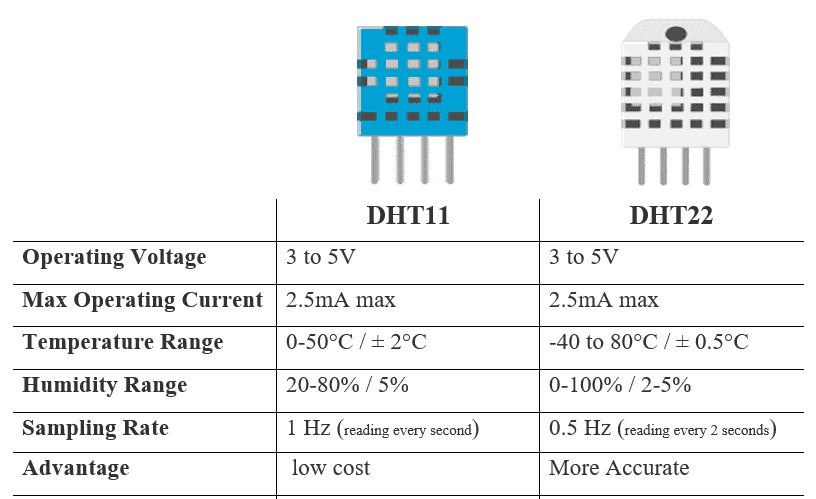 DHT11 DHT22
Operating Voltage 3 to 5V 3 to 5V
Max Operating Current 2.5mA max 2.5mA max
Temperature Range 0-50°C / ± 2°C -40 to 80°C / ± 0.5°C
Humidity Range 20-80% / 5% 0-100% / 2-5%
Sampling Rate 1 Hz (reading every second) 0.5 Hz (reading every 2 seconds)
Advantage low cost More Accurate